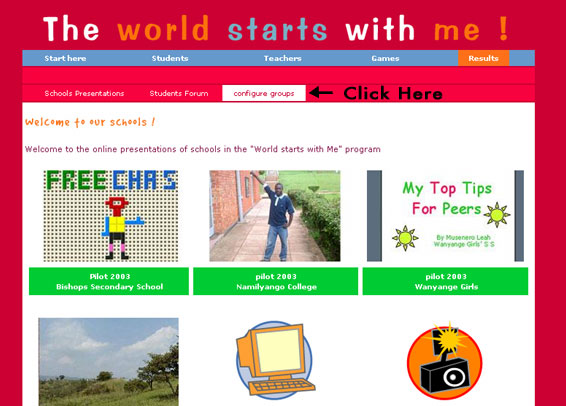 The world starts with me !
Start here Students Teachers Games Results
Schools Presentations Students Forum configure groups Click Here
Welcome to our schools !
Welcome to the online presentations of schools in the "World starts with Me" program
FREE CHA'S
My Top Tips
For Peers
By Musenero Leah
Wanyange Girls' S.S
Pilot 2003
Bishops Secondary School
pilot 2003
Namilyango College
pilot 2003
Wanyange Girls